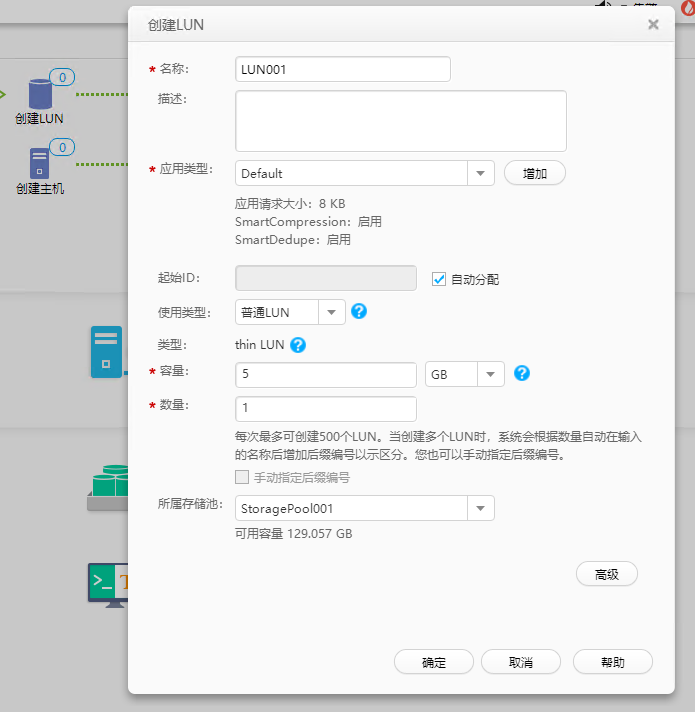 创建LUN
0
创建LUN
0
创建主机
* 名称:
LUN001
描述:
* 应用类型:
Default
增加
应用请求大小: 8 KB
SmartCompression: 启用
SmartDedupe: 启用
起始ID:
自动分配
使用类型:
普通LUN
?
类型:
thin LUN
?
* 容量:
5
GB
?
* 数量:
1
每次最多可创建500个LUN。当创建多个LUN时，系统会根据数量自动在输入
的名称后增加后缀编号以示区分。您也可以手动指定后缀编号。
手动指定后缀编号
所属存储池:
StoragePool001
可用容量 129.057 GB
高级
>_
确定
取消
帮助